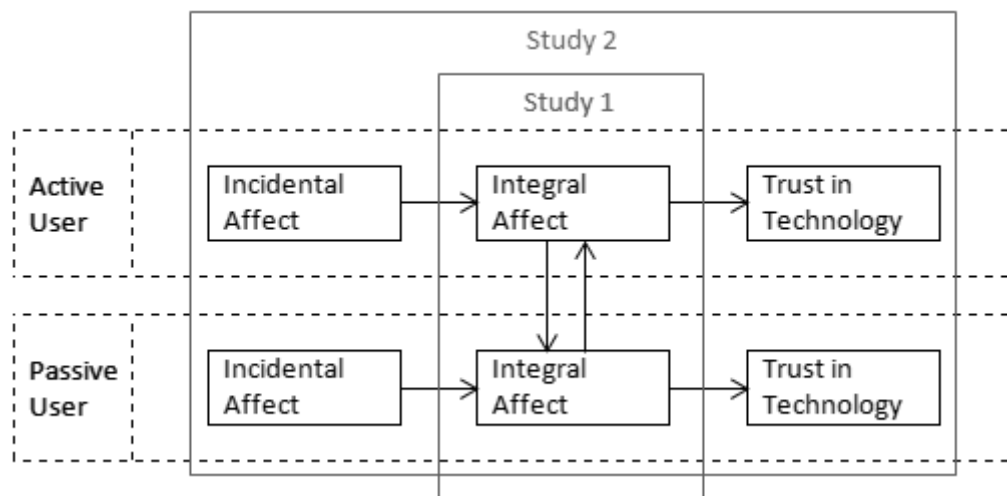 Study 2
Study 1
Active
User
Incidental
Affect
Integral
Affect
Trust in
Technology
Passive
User
Incidental
Affect
Integral
Affect
Trust in
Technology